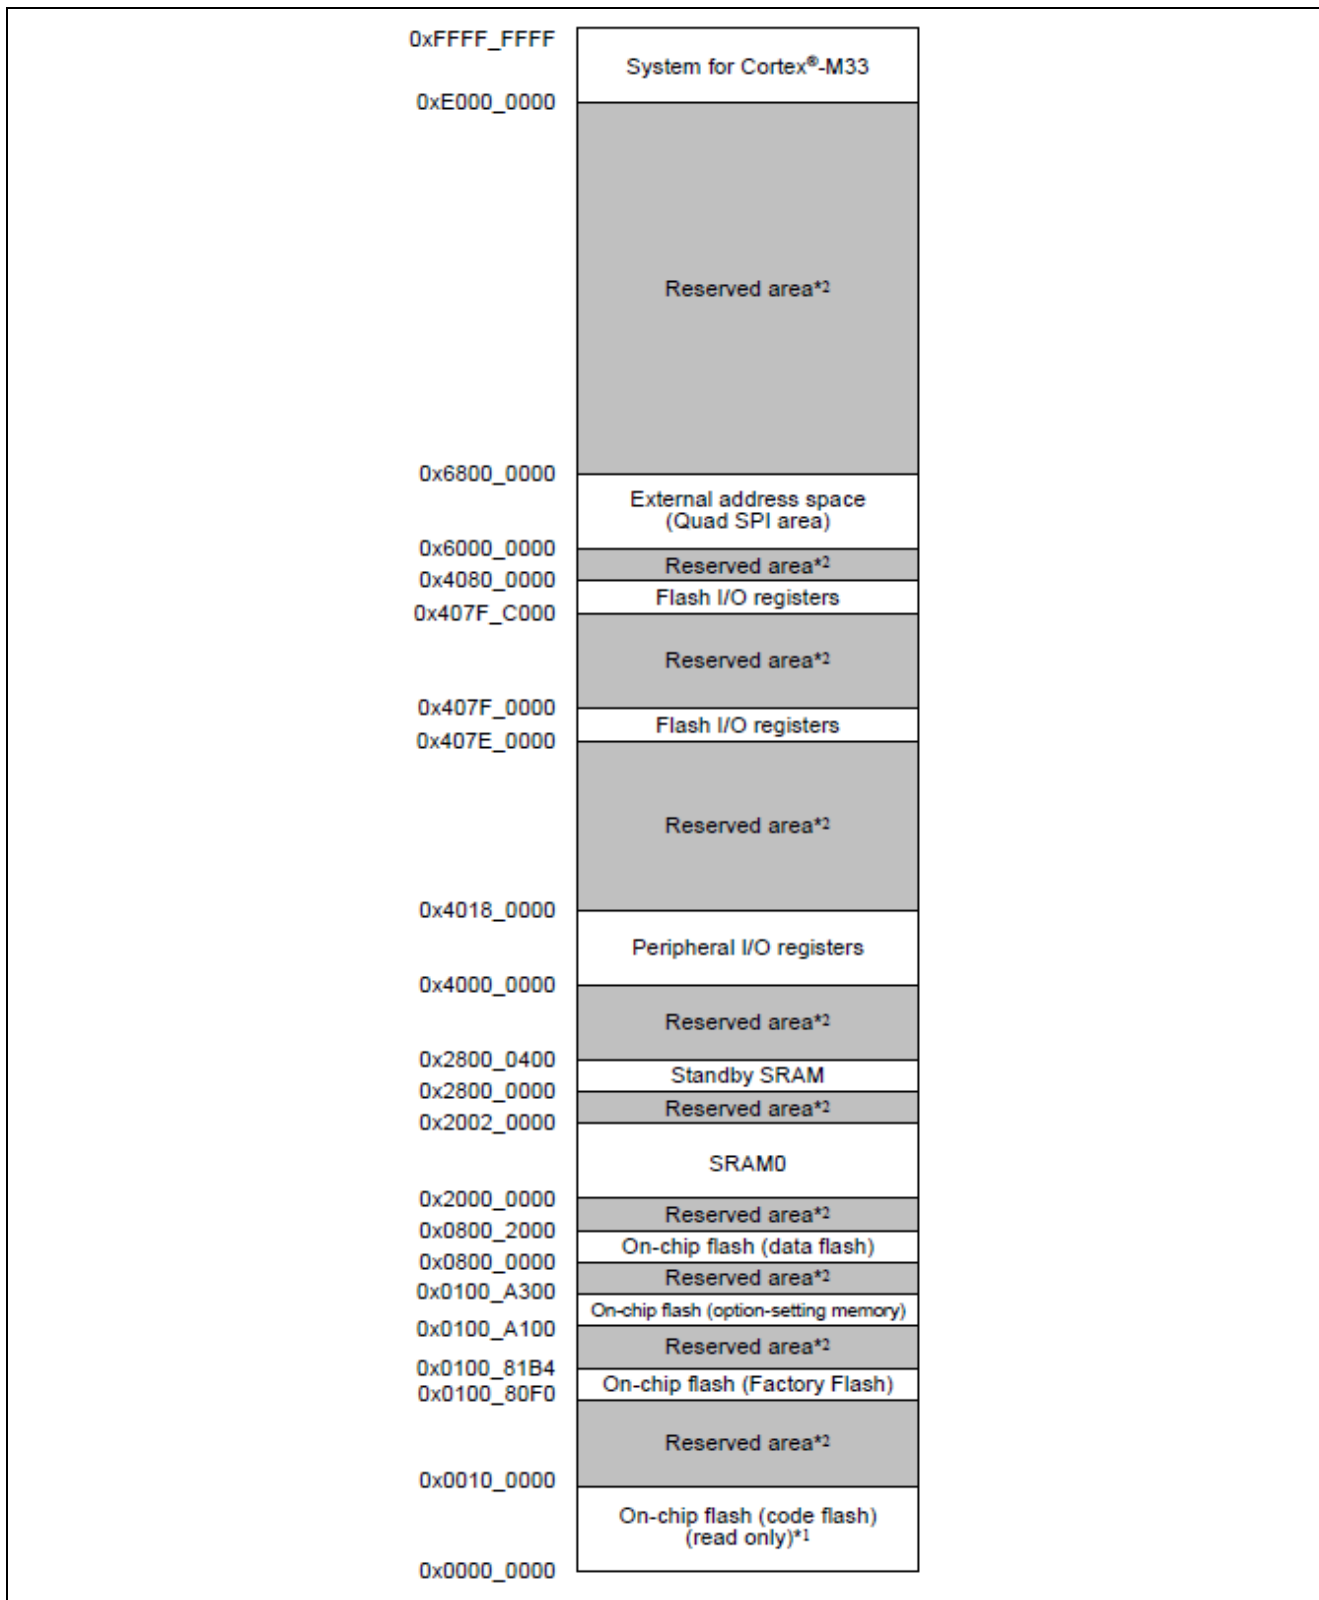 0xFFFF_FFFF
System for Cortex®-M33
0xE000_0000
Reserved area*2
0x6800_0000
External address space
(Quad SPI area)
0x6000_0000
Reserved area*2
0x4080_0000
Flash I/O registers
0x407F_C000
Reserved area*2
0x407F_0000
Flash I/O registers
0x407E_0000
Reserved area*2
0x4018_0000
Peripheral I/O registers
0x4000_0000
Reserved area*2
0x2800_0400
Standby SRAM
0x2800_0000
Reserved area*2
0x2002_0000
SRAM0
0x2000_0000
Reserved area*2
0x0800_2000
On-chip flash (data flash)
0x0800_0000
Reserved area*2
0x0100_A300
On-chip flash (option-setting memory)
0x0100_A100
Reserved area*2
0x0100_81B4
On-chip flash (Factory Flash)
0x0100_80F0
Reserved area*2
0x0010_0000
On-chip flash (code flash)
(read only)*1
0x0000_0000